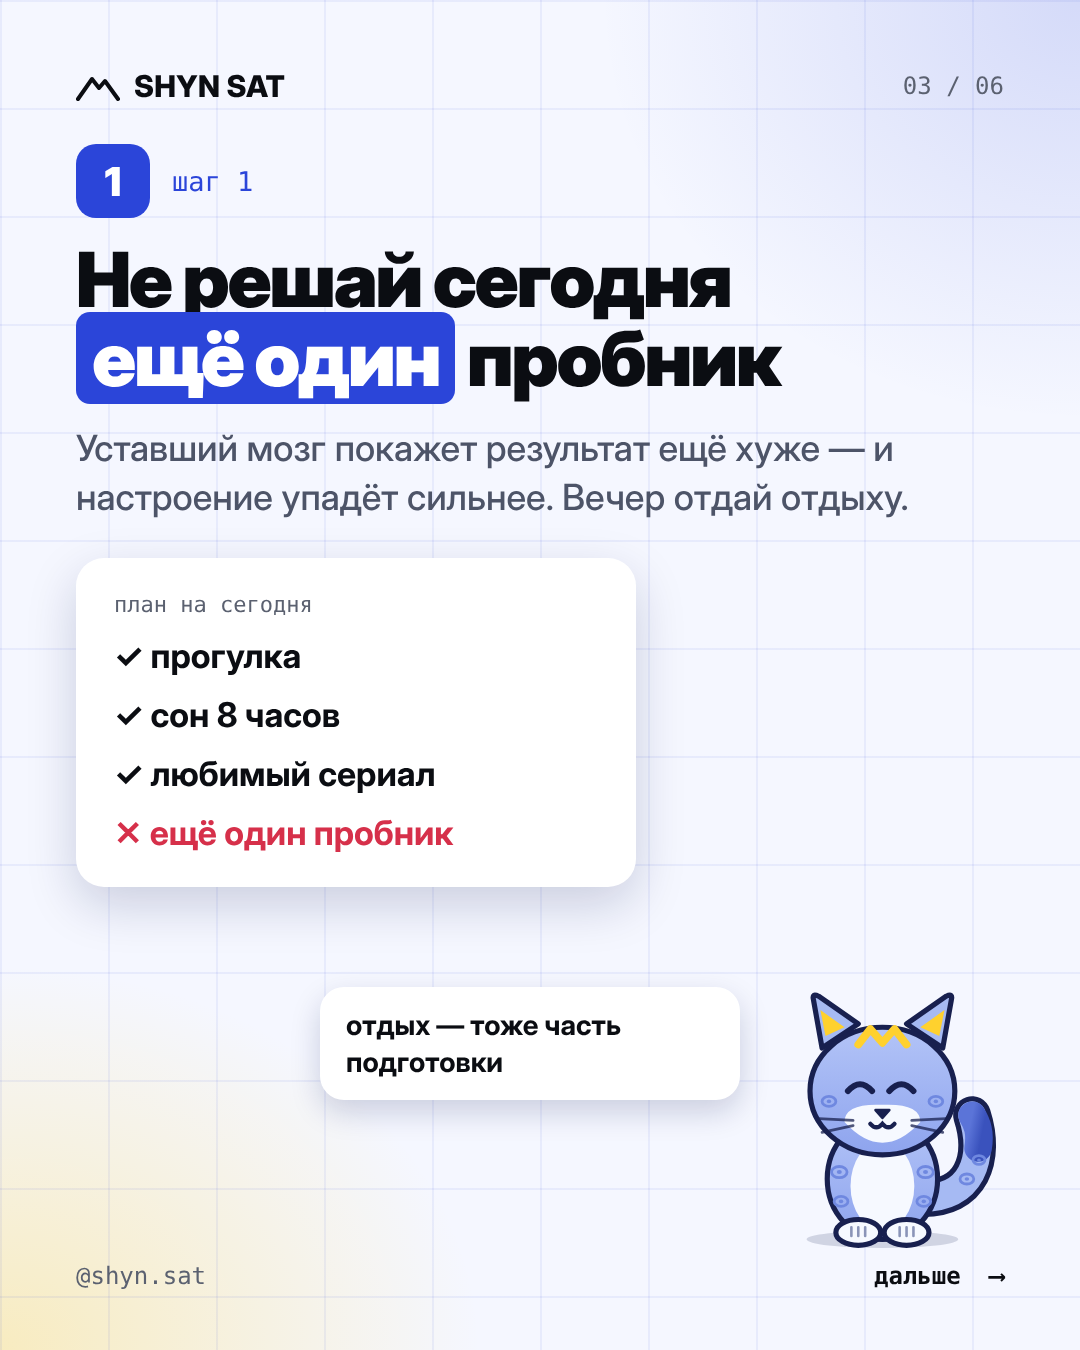 SHYN SAT
03 / 06
1
шаг 1
Не решай сегодня
ещё один пробник
Уставший мозг покажет результат ещё хуже — и
настроение упадёт сильнее. Вечер отдай отдыху.
план на сегодня
✓ прогулка
✓ сон 8 часов
✓ любимый сериал
✕ ещё один пробник
отдых — тоже часть
подготовки
@shyn.sat
дальше →